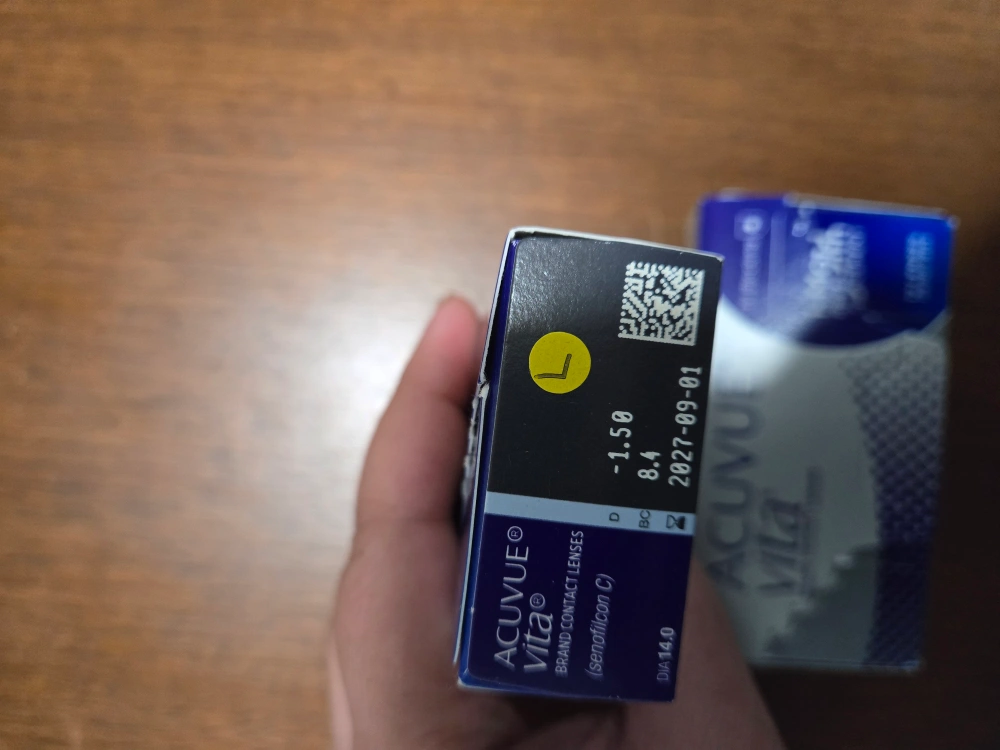 L
D -1.50
BC 8.4
2027-09-01
ACUVUE®
vita®
BRAND CONTACT LENSES
(senofilcon C)
DIA 14.0
ACUVUE
vita